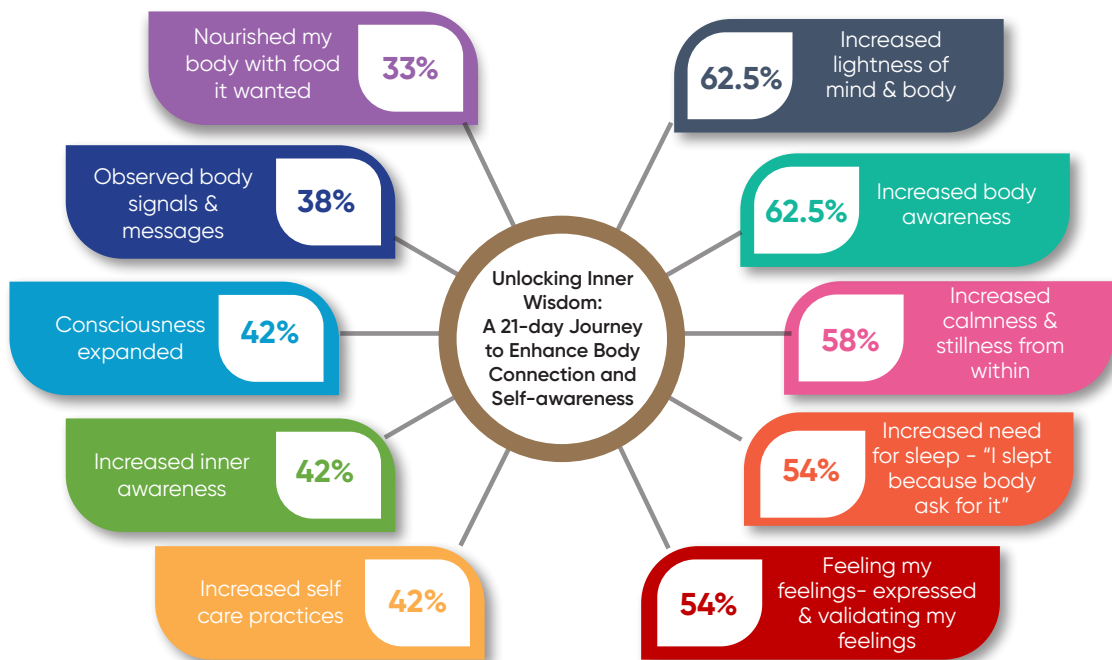 Nourished my
body with food
it wanted
33%
Observed body
signals &
messages
38%
Consciousness
expanded
42%
Increased inner
awareness
42%
Increased self
care practices
42%
Unlocking Inner
Wisdom:
A 21-day Journey
to Enhance Body
Connection and
Self-awareness
62.5%
Increased
lightness of
mind & body
62.5%
Increased body
awareness
58%
Increased
calmness &
stillness from
within
54%
Increased need
for sleep - “I slept
because body
ask for it”
54%
Feeling my
feelings- expressed
& validating my
feelings